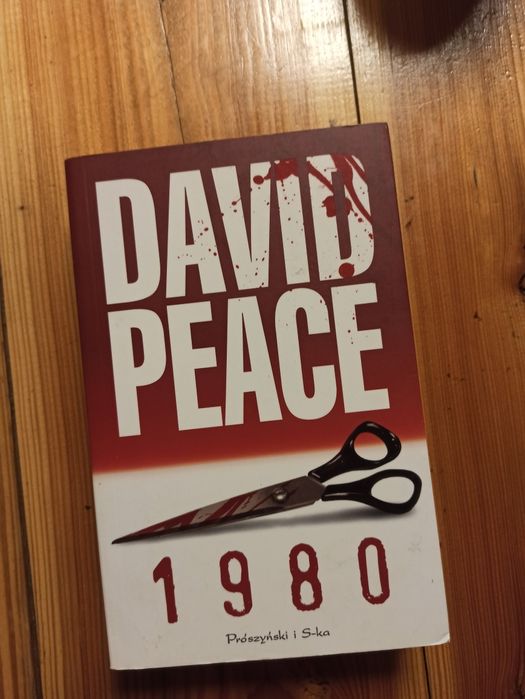 DAVID
PEACE
1980
Prószyński i S-ka